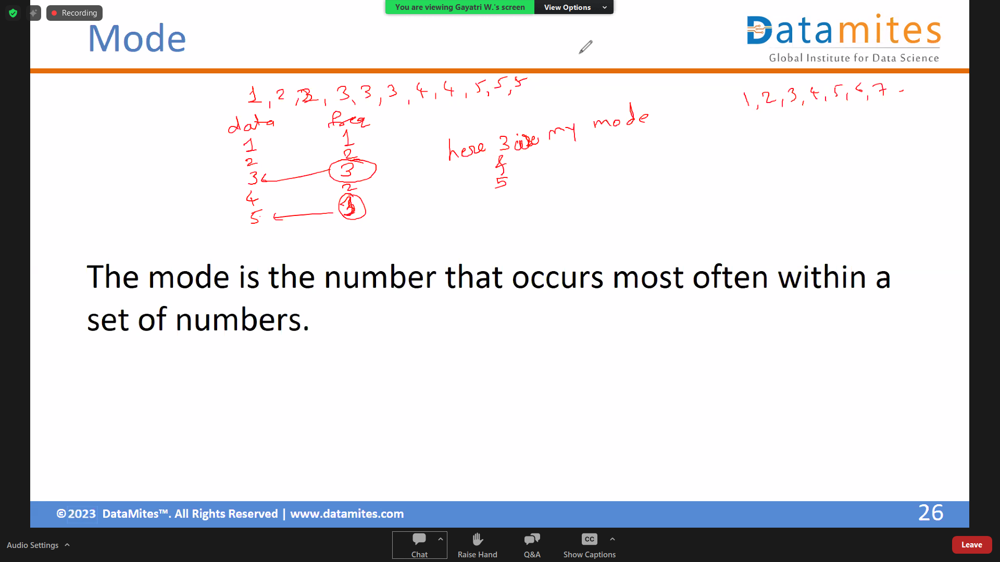 You are viewing Gayatri W.'s screen View Options
Recording
Mode
Datamites
Global Institute for Data Science
1, 2, 2, 3, 3, 3, 4, 4, 5, 5, 5
1, 2, 3, 4, 5, 6, 7 -
data freq
1 1
2 2
3 3
4 2
5 3
here 3 my mode
&
5
The mode is the number that occurs most often within a
set of numbers.
©2023 DataMites™. All Rights Reserved | www.datamites.com
26
Audio Settings
Chat
Raise Hand
Q&A
CC
Show Captions
Leave